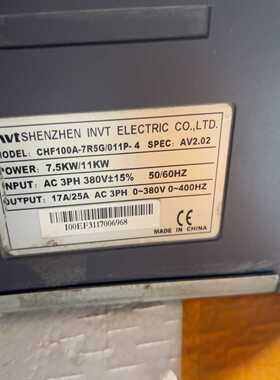 invt SHENZHEN INVT ELECTRIC CO.,LTD.
MODEL: CHF100A-7R5G/011P-4 SPEC: AV2.02
POWER: 7.5KW/11KW
INPUT: AC 3PH 380V±15% 50/60HZ
OUTPUT: 17A/25A AC 3PH 0~380V 0~400HZ
I00EF3117006968
CE
MADE IN CHINA